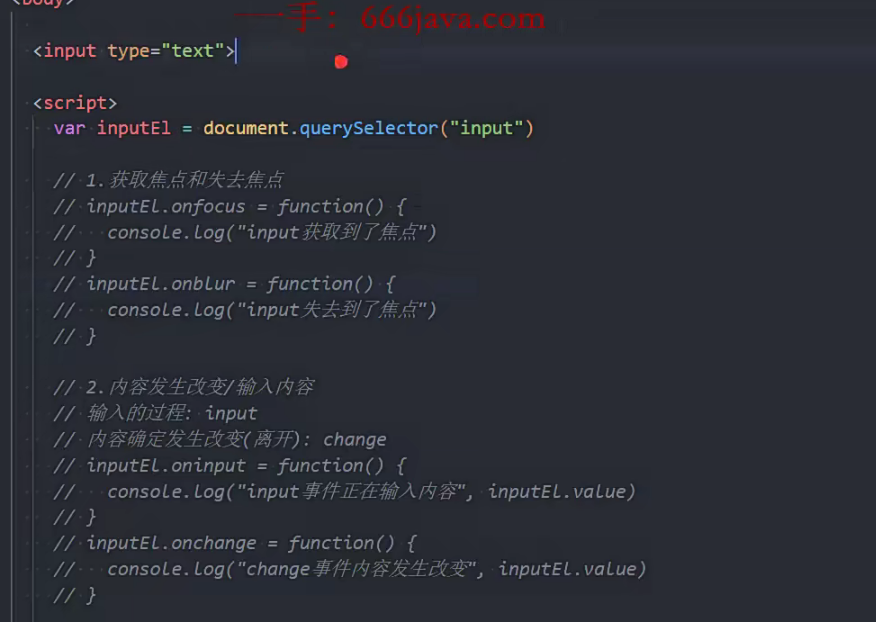 <body>
一一手：666java.com
<input type="text">
<script>
var inputEl = document.querySelector("input")
// 1.获取焦点和失去焦点
// inputEl.onfocus = function() {
//   console.log("input获取到了焦点")
// }
// inputEl.onblur = function() {
//   console.log("input失去到了焦点")
// }
// 2.内容发生改变/输入内容
// 输入的过程: input
// 内容确定发生改变(离开): change
// inputEl.oninput = function() {
//   console.log("input事件正在输入内容", inputEl.value)
// }
// inputEl.onchange = function() {
//   console.log("change事件内容发生改变", inputEl.value)
// }